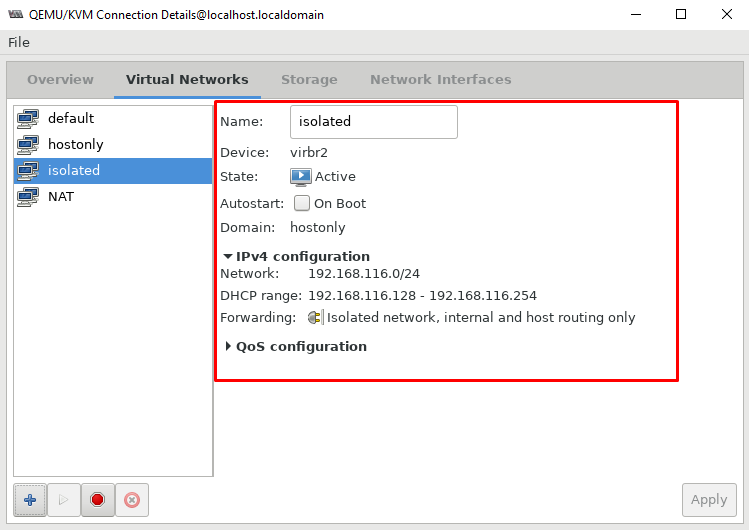 QEMU/KVM Connection Details@localhost.localdomain
File
Overview Virtual Networks Storage Network Interfaces
default
hostonly
isolated
NAT
Name: isolated
Device: virbr2
State: Active
Autostart: On Boot
Domain: hostonly
IPv4 configuration
Network: 192.168.116.0/24
DHCP range: 192.168.116.128 - 192.168.116.254
Forwarding: Isolated network, internal and host routing only
QoS configuration
Apply